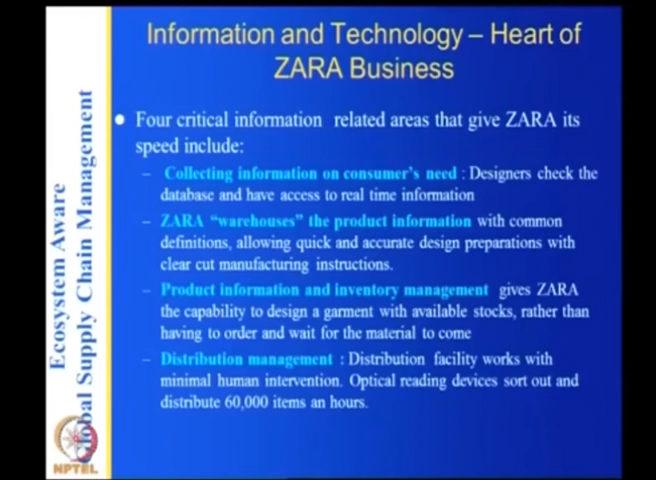 Information and Technology – Heart of
ZARA Business
Four critical information related areas that give ZARA its
speed include:
– Collecting information on consumer's need : Designers check the
database and have access to real time information
– ZARA "warehouses" the product information with common
definitions, allowing quick and accurate design preparations with
clear cut manufacturing instructions.
– Product information and inventory management gives ZARA
the capability to design a garment with available stocks, rather than
having to order and wait for the material to come
– Distribution management : Distribution facility works with
minimal human intervention. Optical reading devices sort out and
distribute 60,000 items an hours.
Ecosystem Aware
Global Supply Chain Management
NPTEL